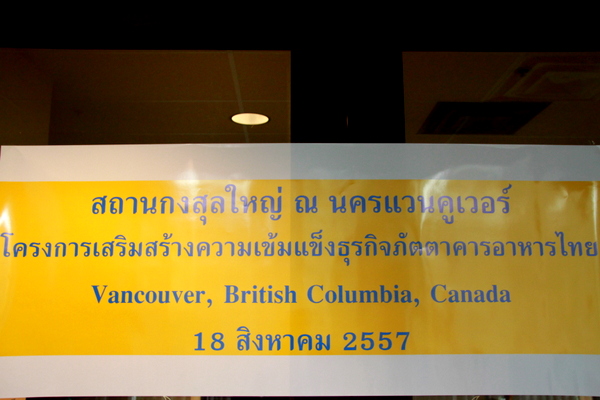 สถานกงสุลใหญ่ ณ นครแวนคูเวอร์
โครงการเสริมสร้างความเข้มแข็งธุรกิจภัตตาคารอาหารไทย
Vancouver, British Columbia, Canada
18 สิงหาคม 2557